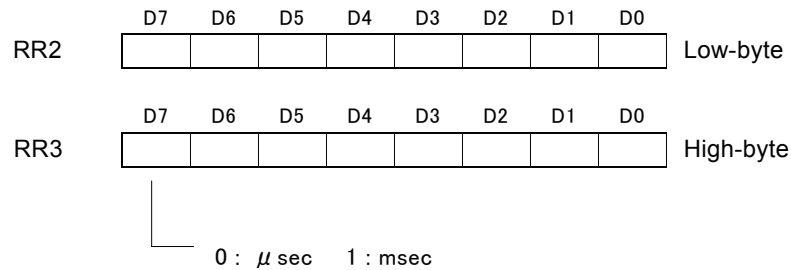 D7 D6 D5 D4 D3 D2 D1 D0
RR2 Low-byte
D7 D6 D5 D4 D3 D2 D1 D0
RR3 High-byte
0 : μ sec 1 : msec